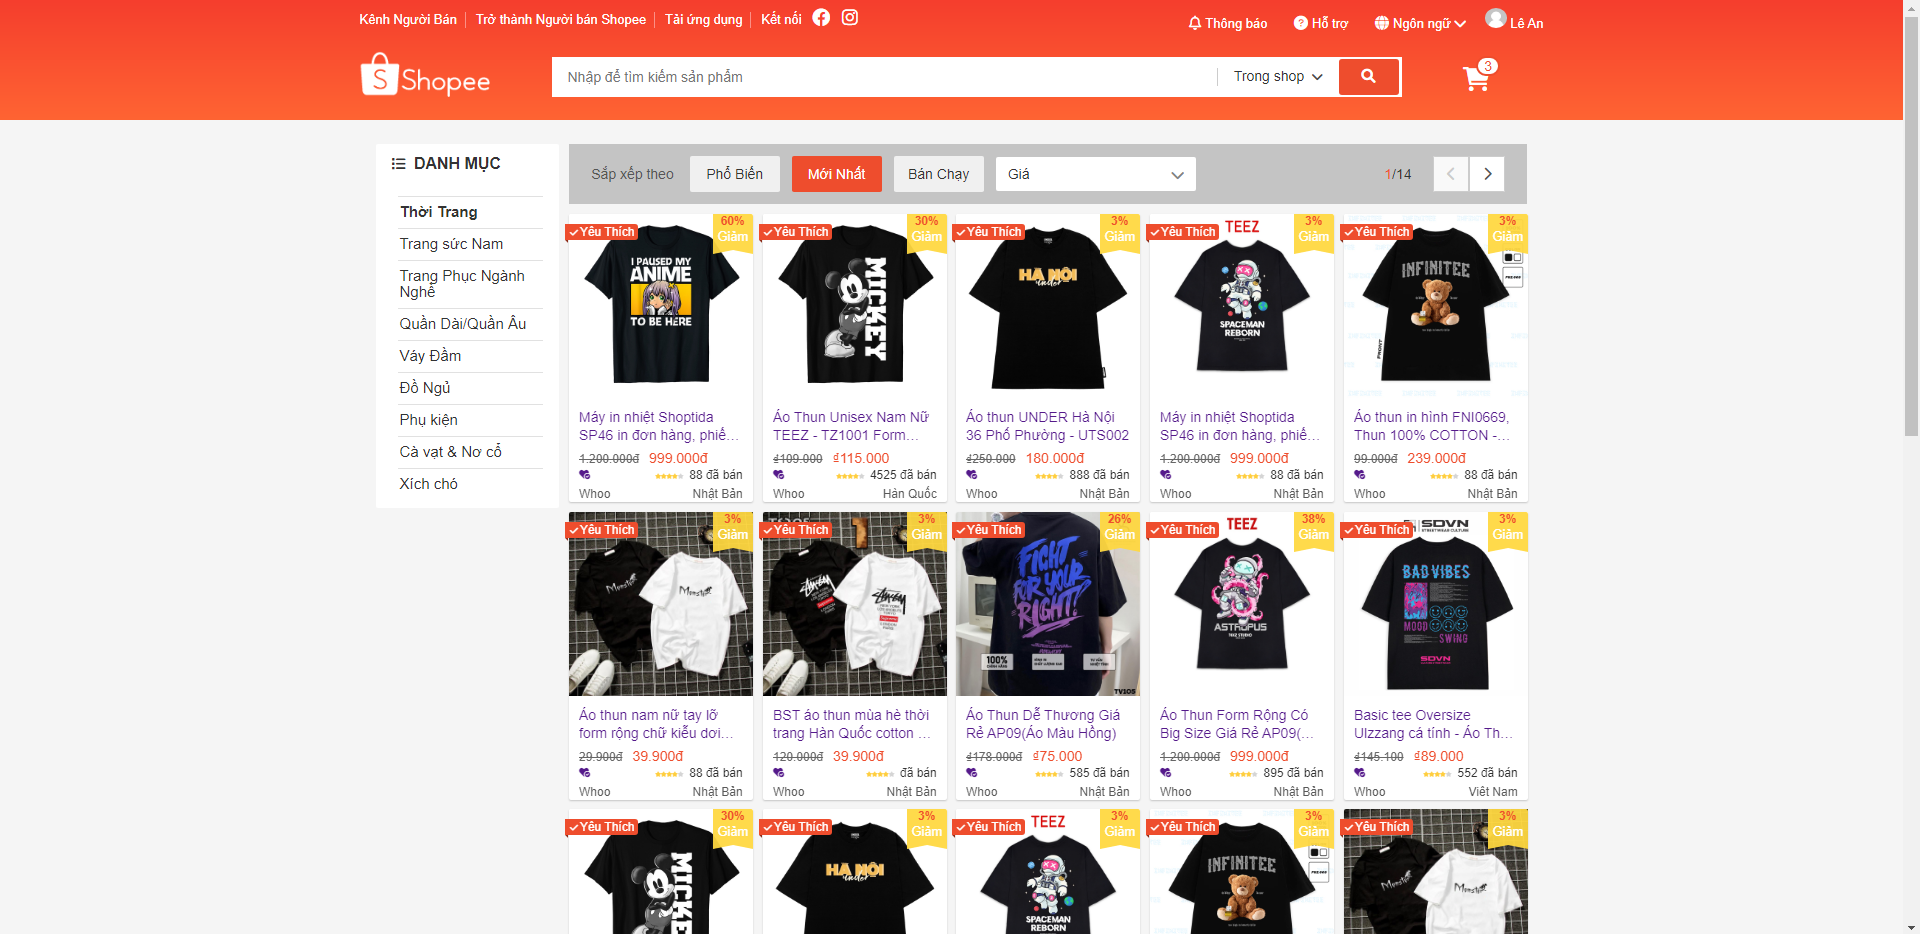 Kênh Người Bán
Trở thành Người bán Shopee
Tải ứng dụng
Kết nối
Thông báo
Hỗ trợ
Ngôn ngữ
Lê An
Shopee
Nhập để tìm kiếm sản phẩm
Trong shop
3
DANH MỤC
Thời Trang
Trang sức Nam
Trang Phục Ngành
Nghề
Quần Dài/Quần Âu
Váy Đầm
Đồ Ngủ
Phụ kiện
Cà vạt & Nơ cổ
Xích chó
Sắp xếp theo
Phổ Biến
Mới Nhất
Bán Chạy
Giá
1/14
Yêu Thích
60%
Giảm
I PAUSED MY
ANIME
TO BE HERE
Máy in nhiệt Shoptida
SP46 in đơn hàng, phiế...
1.200.000đ 999.000đ
88 đã bán
Whoo Nhật Bản
Yêu Thích
30%
Giảm
MICKEY
Áo Thun Unisex Nam Nữ
TEEZ - TZ1001 Form...
₫109.000 ₫115.000
4525 đã bán
Whoo Hàn Quốc
Yêu Thích
3%
Giảm
HÀ NỘI
under
Áo thun UNDER Hà Nội
36 Phố Phường - UTS002
₫250.000 180.000đ
888 đã bán
Whoo Nhật Bản
Yêu Thích
TEEZ
3%
Giảm
SPACEMAN
REBORN
Máy in nhiệt Shoptida
SP46 in đơn hàng, phiế...
1.200.000đ 999.000đ
88 đã bán
Whoo Nhật Bản
Yêu Thích
3%
Giảm
INFINITEE
FRONT
Áo thun in hình FNI0669,
Thun 100% COTTON -...
99.000đ 239.000đ
88 đã bán
Whoo Nhật Bản
Yêu Thích
3%
Giảm
Áo thun nam nữ tay lỡ
form rộng chữ kiểu dơi...
29.900đ 39.900đ
88 đã bán
Whoo Nhật Bản
Yêu Thích
3%
Giảm
BST áo thun mùa hè thời
trang Hàn Quốc cotton ...
120.000đ 39.900đ
đã bán
Whoo Nhật Bản
Yêu Thích
26%
Giảm
FIGHT
FOR YOUR
RIGHT!
100%
TV105
Áo Thun Dễ Thương Giá
Rẻ AP09(Áo Màu Hồng)
₫178.000đ ₫75.000
585 đã bán
Whoo Nhật Bản
Yêu Thích
TEEZ
38%
Giảm
ASTROPUS
Áo Thun Form Rộng Có
Big Size Giá Rẻ AP09(...
1.200.000đ 999.000đ
895 đã bán
Whoo Nhật Bản
Yêu Thích
SDVN
STREETWEAR CULTURE
3%
Giảm
BAD VIBES
MOOD
SWING
SDVN
Basic tee Oversize
Ulzzang cá tính - Áo Th...
₫145.100 ₫89.000
552 đã bán
Whoo Viêt Nam
Yêu Thích
30%
Giảm
MICKEY
Yêu Thích
3%
Giảm
HÀ NỘI
under
Yêu Thích
TEEZ
3%
Giảm
SPACEMAN
REBORN
Yêu Thích
3%
Giảm
INFINITEE
Yêu Thích
3%
Giảm